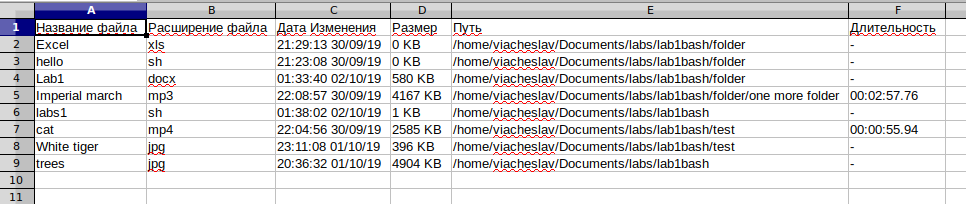 A B C D E F
1 Название файла Расширение файла Дата Изменения Размер Путь Длительность
2 Excel xls 21:29:13 30/09/19 0 KB /home/viacheslav/Documents/labs/lab1bash/folder -
3 hello sh 21:23:08 30/09/19 0 KB /home/viacheslav/Documents/labs/lab1bash/folder -
4 Lab1 docx 01:33:40 02/10/19 580 KB /home/viacheslav/Documents/labs/lab1bash/folder -
5 Imperial march mp3 22:08:57 30/09/19 4167 KB /home/viacheslav/Documents/labs/lab1bash/folder/one more folder 00:02:57.76
6 labs1 sh 01:38:02 02/10/19 1 KB /home/viacheslav/Documents/labs/lab1bash -
7 cat mp4 22:04:56 30/09/19 2585 KB /home/viacheslav/Documents/labs/lab1bash/test 00:00:55.94
8 White tiger jpg 23:11:08 01/10/19 396 KB /home/viacheslav/Documents/labs/lab1bash/test -
9 trees jpg 20:36:32 01/10/19 4904 KB /home/viacheslav/Documents/labs/lab1bash -
10
11